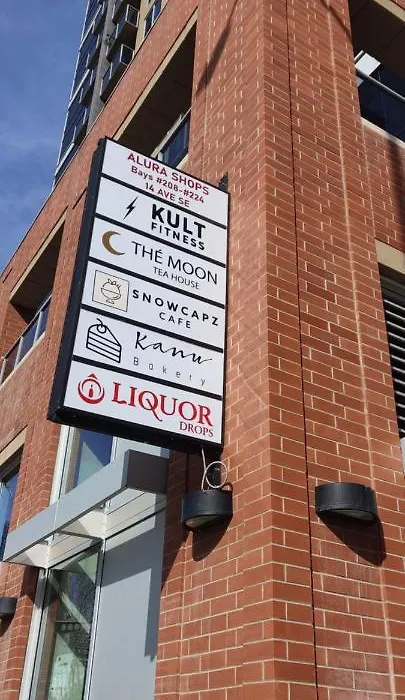 ALURA SHOPS
Bays #208-#224
14 AVE SE
KULT
FITNESS
THÉ MOON
TEA HOUSE
SNOWCAPZ
CAFE
Kanu
Bakery
LIQUOR
DROPS